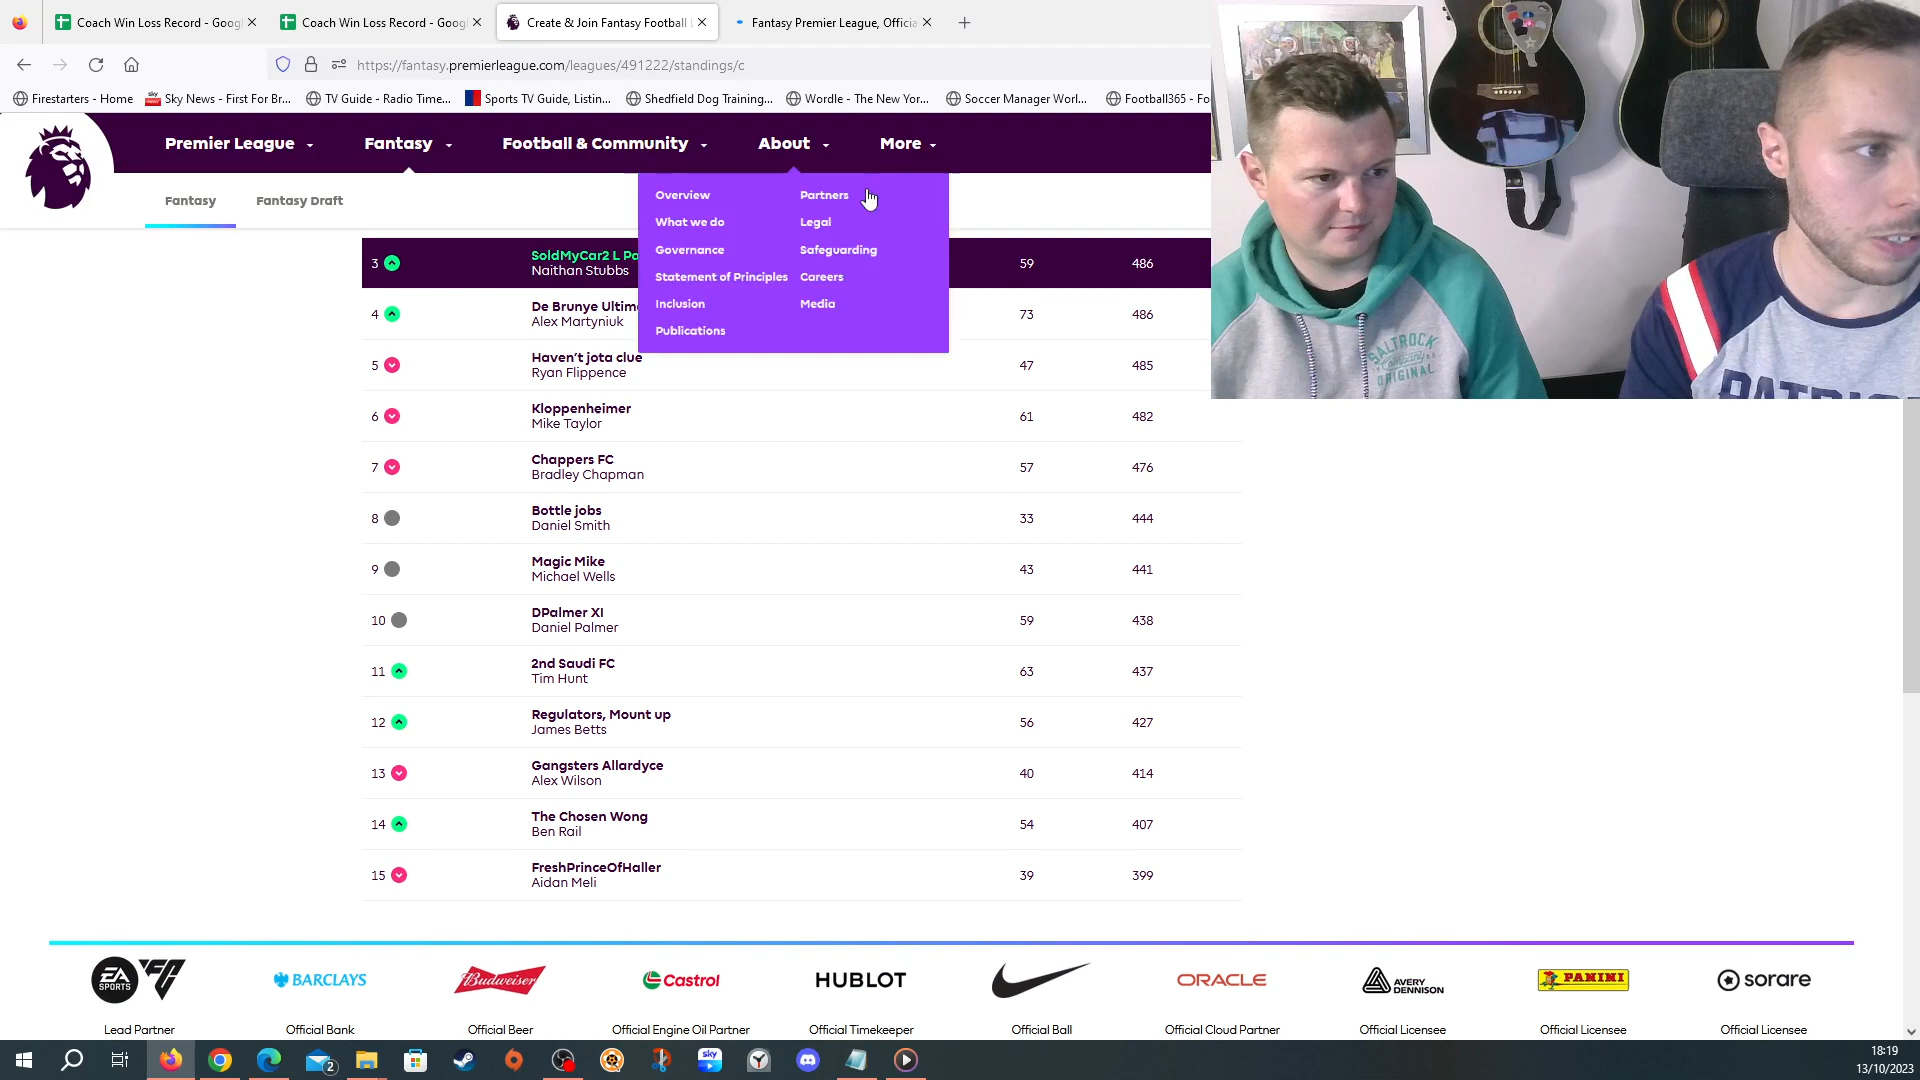 Coach Win Loss Record - Goog
Coach Win Loss Record - Goog
Create & Join Fantasy Football
Fantasy Premier League, Officia
https://fantasy.premierleague.com/leagues/491222/standings/c
Firestarters - Home
Sky News - First For Br...
TV Guide - Radio Time...
Sports TV Guide, Listin...
Shedfield Dog Training...
Wordle - The New Yor...
Soccer Manager Worl...
Football365 - Fo
Premier League
Fantasy
Football & Community
About
More
Fantasy
Fantasy Draft
Overview
Partners
What we do
Legal
Governance
Safeguarding
Statement of Principles
Careers
Inclusion
Media
Publications
3 SoldMyCar2 L Po 59 486
Naithan Stubbs
4 De Brunye Ultim 73 486
Alex Martyniuk
5 Haven't jota clue 47 485
Ryan Flippence
6 Kloppenheimer 61 482
Mike Taylor
7 Chappers FC 57 476
Bradley Chapman
8 Bottle jobs 33 444
Daniel Smith
9 Magic Mike 43 441
Michael Wells
10 DPalmer XI 59 438
Daniel Palmer
11 2nd Saudi FC 63 437
Tim Hunt
12 Regulators, Mount up 56 427
James Betts
13 Gangsters Allardyce 40 414
Alex Wilson
14 The Chosen Wong 54 407
Ben Rail
15 FreshPrinceOfHaller 39 399
Aidan Meli
SALTROCK
Company
ORIGINAL
PATRIO
EA SPORTS FC
BARCLAYS
Budweiser
Castrol
HUBLOT
ORACLE
AVERY DENNISON
PANINI
sorare
Lead Partner
Official Bank
Official Beer
Official Engine Oil Partner
Official Timekeeper
Official Ball
Official Cloud Partner
Official Licensee
Official Licensee
Official Licensee
2
sky
18:19
13/10/2023